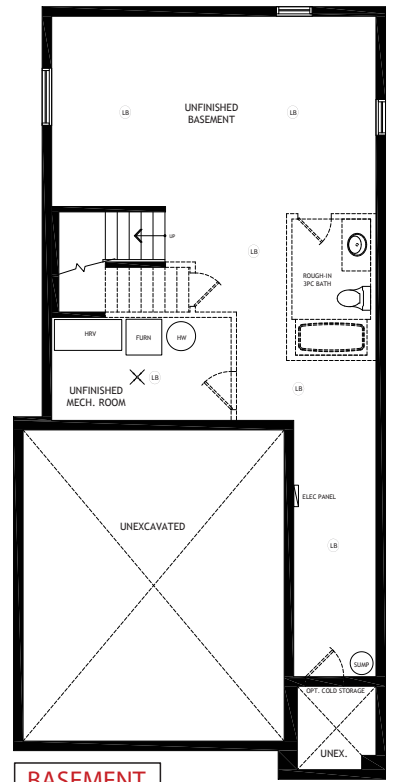 LB
UNFINISHED
BASEMENT
LB
UP
LB
ROUGH-IN
3PC BATH
HRV
FURN
HW
UNFINISHED
MECH. ROOM
LB
LB
ELEC PANEL
UNEXCAVATED
LB
SUMP
OPT. COLD STORAGE
UNEX.
BASEMENT